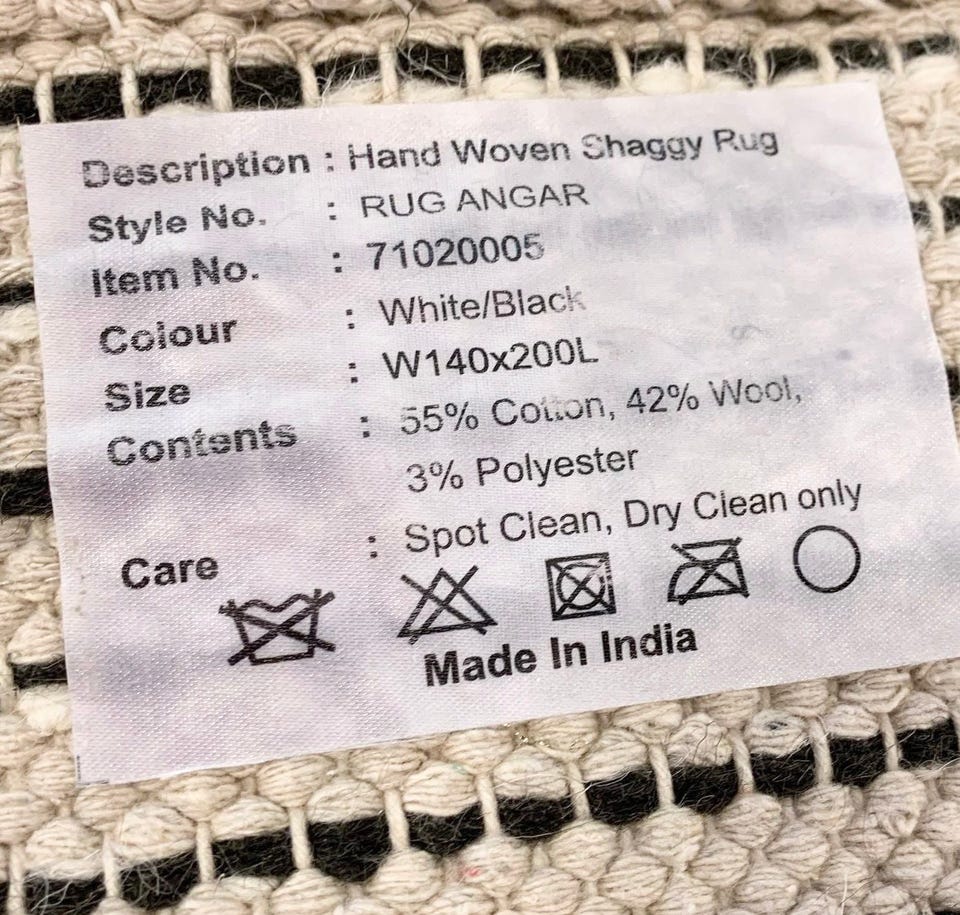 Description : Hand Woven Shaggy Rug
Style No. : RUG ANGAR
Item No. : 71020005
Colour : White/Black
Size : W140x200L
Contents : 55% Cotton, 42% Wool,
3% Polyester
Care : Spot Clean, Dry Clean only
Made In India